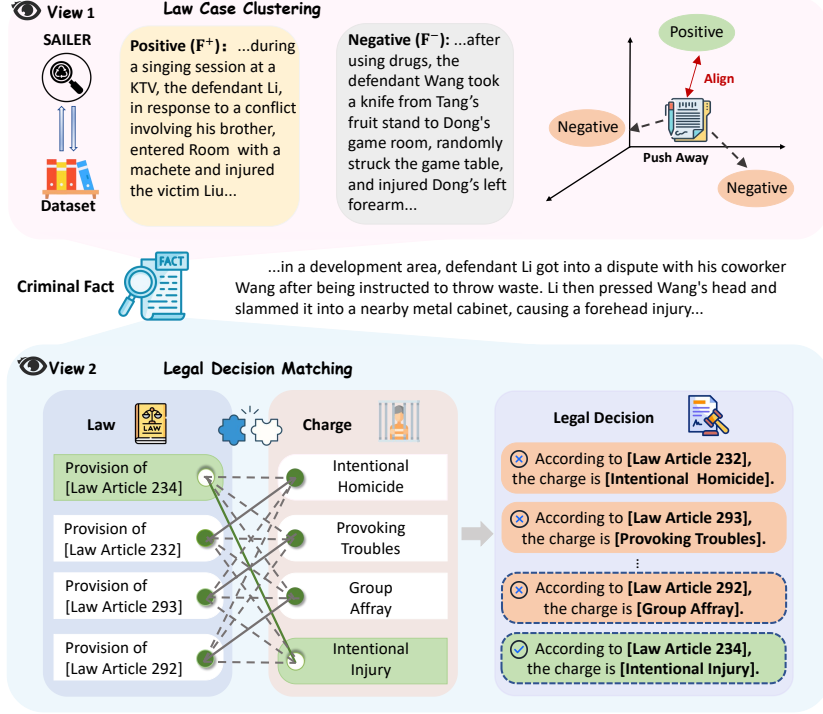 View 1
Law Case Clustering
SAILER
Dataset
Positive (F⁺): ...during
a singing session at a
KTV, the defendant Li,
in response to a conflict
involving his brother,
entered Room with a
machete and injured
the victim Liu...
Negative (F⁻): ...after
using drugs, the
defendant Wang took
a knife from Tang's
fruit stand to Dong's
game room, randomly
struck the game table,
and injured Dong's left
forearm...
Positive
Align
Negative
Push Away
Negative
Criminal Fact
FACT
...in a development area, defendant Li got into a dispute with his coworker
Wang after being instructed to throw waste. Li then pressed Wang's head and
slammed it into a nearby metal cabinet, causing a forehead injury...
View 2
Legal Decision Matching
Law
LAW
Provision of
[Law Article 234]
Provision of
[Law Article 232]
Provision of
[Law Article 293]
Provision of
[Law Article 292]
Charge
Intentional
Homicide
Provoking
Troubles
Group
Affray
Intentional
Injury
Legal Decision
According to [Law Article 232],
the charge is [Intentional Homicide].
According to [Law Article 293],
the charge is [Provoking Troubles].
...
According to [Law Article 292],
the charge is [Group Affray].
According to [Law Article 234],
the charge is [Intentional Injury].